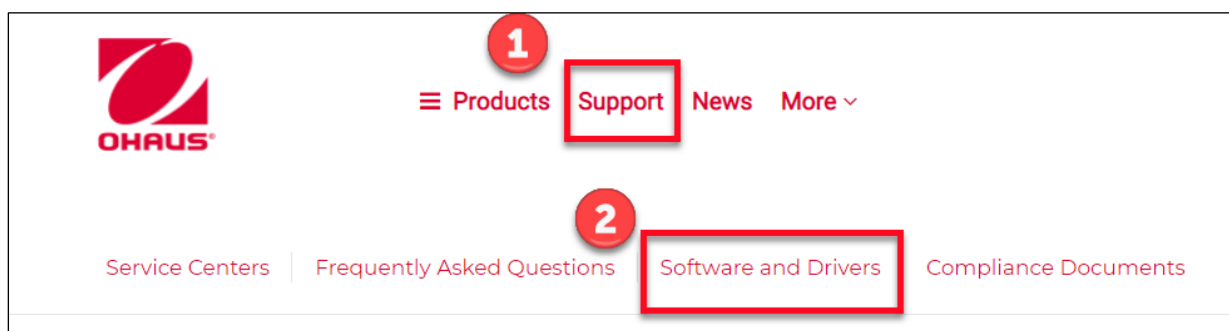 1
≡ Products Support News More
OHAUS®
2
Service Centers Frequently Asked Questions Software and Drivers Compliance Documents